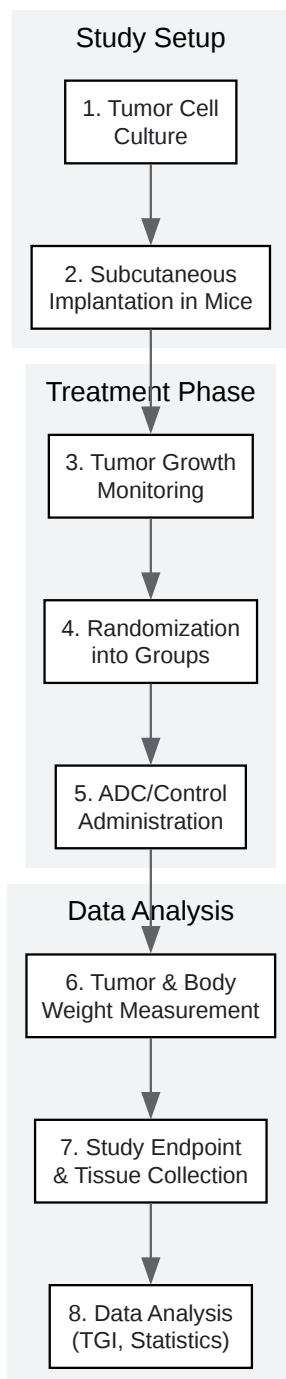 Study Setup
1. Tumor Cell
Culture
2. Subcutaneous
Implantation in Mice
Treatment Phase
3. Tumor Growth
Monitoring
4. Randomization
into Groups
5. ADC/Control
Administration
Data Analysis
6. Tumor & Body
Weight Measurement
7. Study Endpoint
& Tissue Collection
8. Data Analysis
(TGI, Statistics)